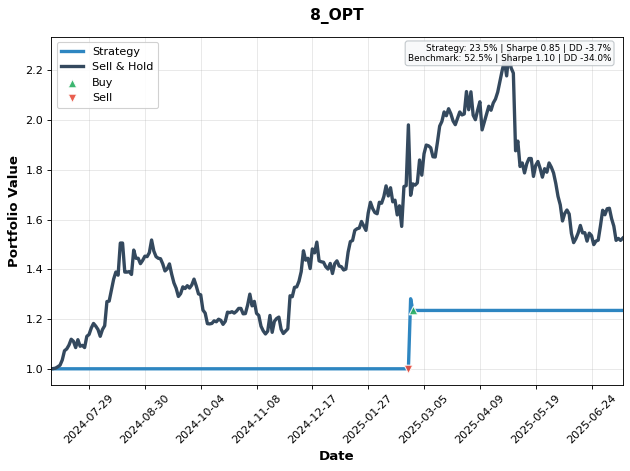 8_OPT
Strategy
Sell & Hold
Buy
Sell
Strategy: 23.5% | Sharpe 0.85 | DD -3.7%
Benchmark: 52.5% | Sharpe 1.10 | DD -34.0%
Portfolio Value
2.2
2.0
1.8
1.6
1.4
1.2
1.0
2024-07-29
2024-08-30
2024-10-04
2024-11-08
2024-12-17
2025-01-27
2025-03-05
2025-04-09
2025-05-19
2025-06-24
Date